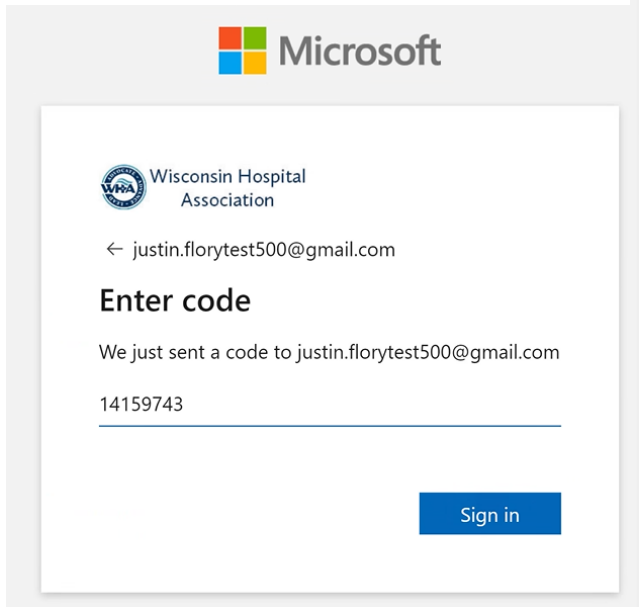 Microsoft
Wisconsin Hospital
Association
WHA
← justin.florytest500@gmail.com
Enter code
We just sent a code to justin.florytest500@gmail.com
14159743
Sign in